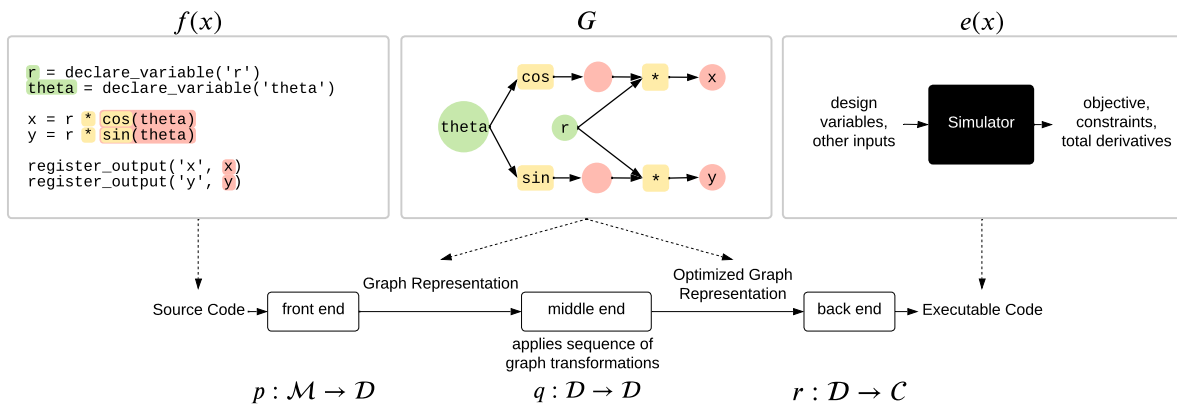 f(x)
r = declare_variable('r')
theta = declare_variable('theta')
x = r * cos(theta)
y = r * sin(theta)
register_output('x', x)
register_output('y', y)
G
cos
*
x
theta
r
sin
*
y
e(x)
design
variables,
other inputs
Simulator
objective,
constraints,
total derivatives
Source Code
front end
Graph Representation
middle end
applies sequence of
graph transformations
Optimized Graph
Representation
back end
Executable Code
p : ℳ → 𝒟
q : 𝒟 → 𝒟
r : 𝒟 → 𝒞